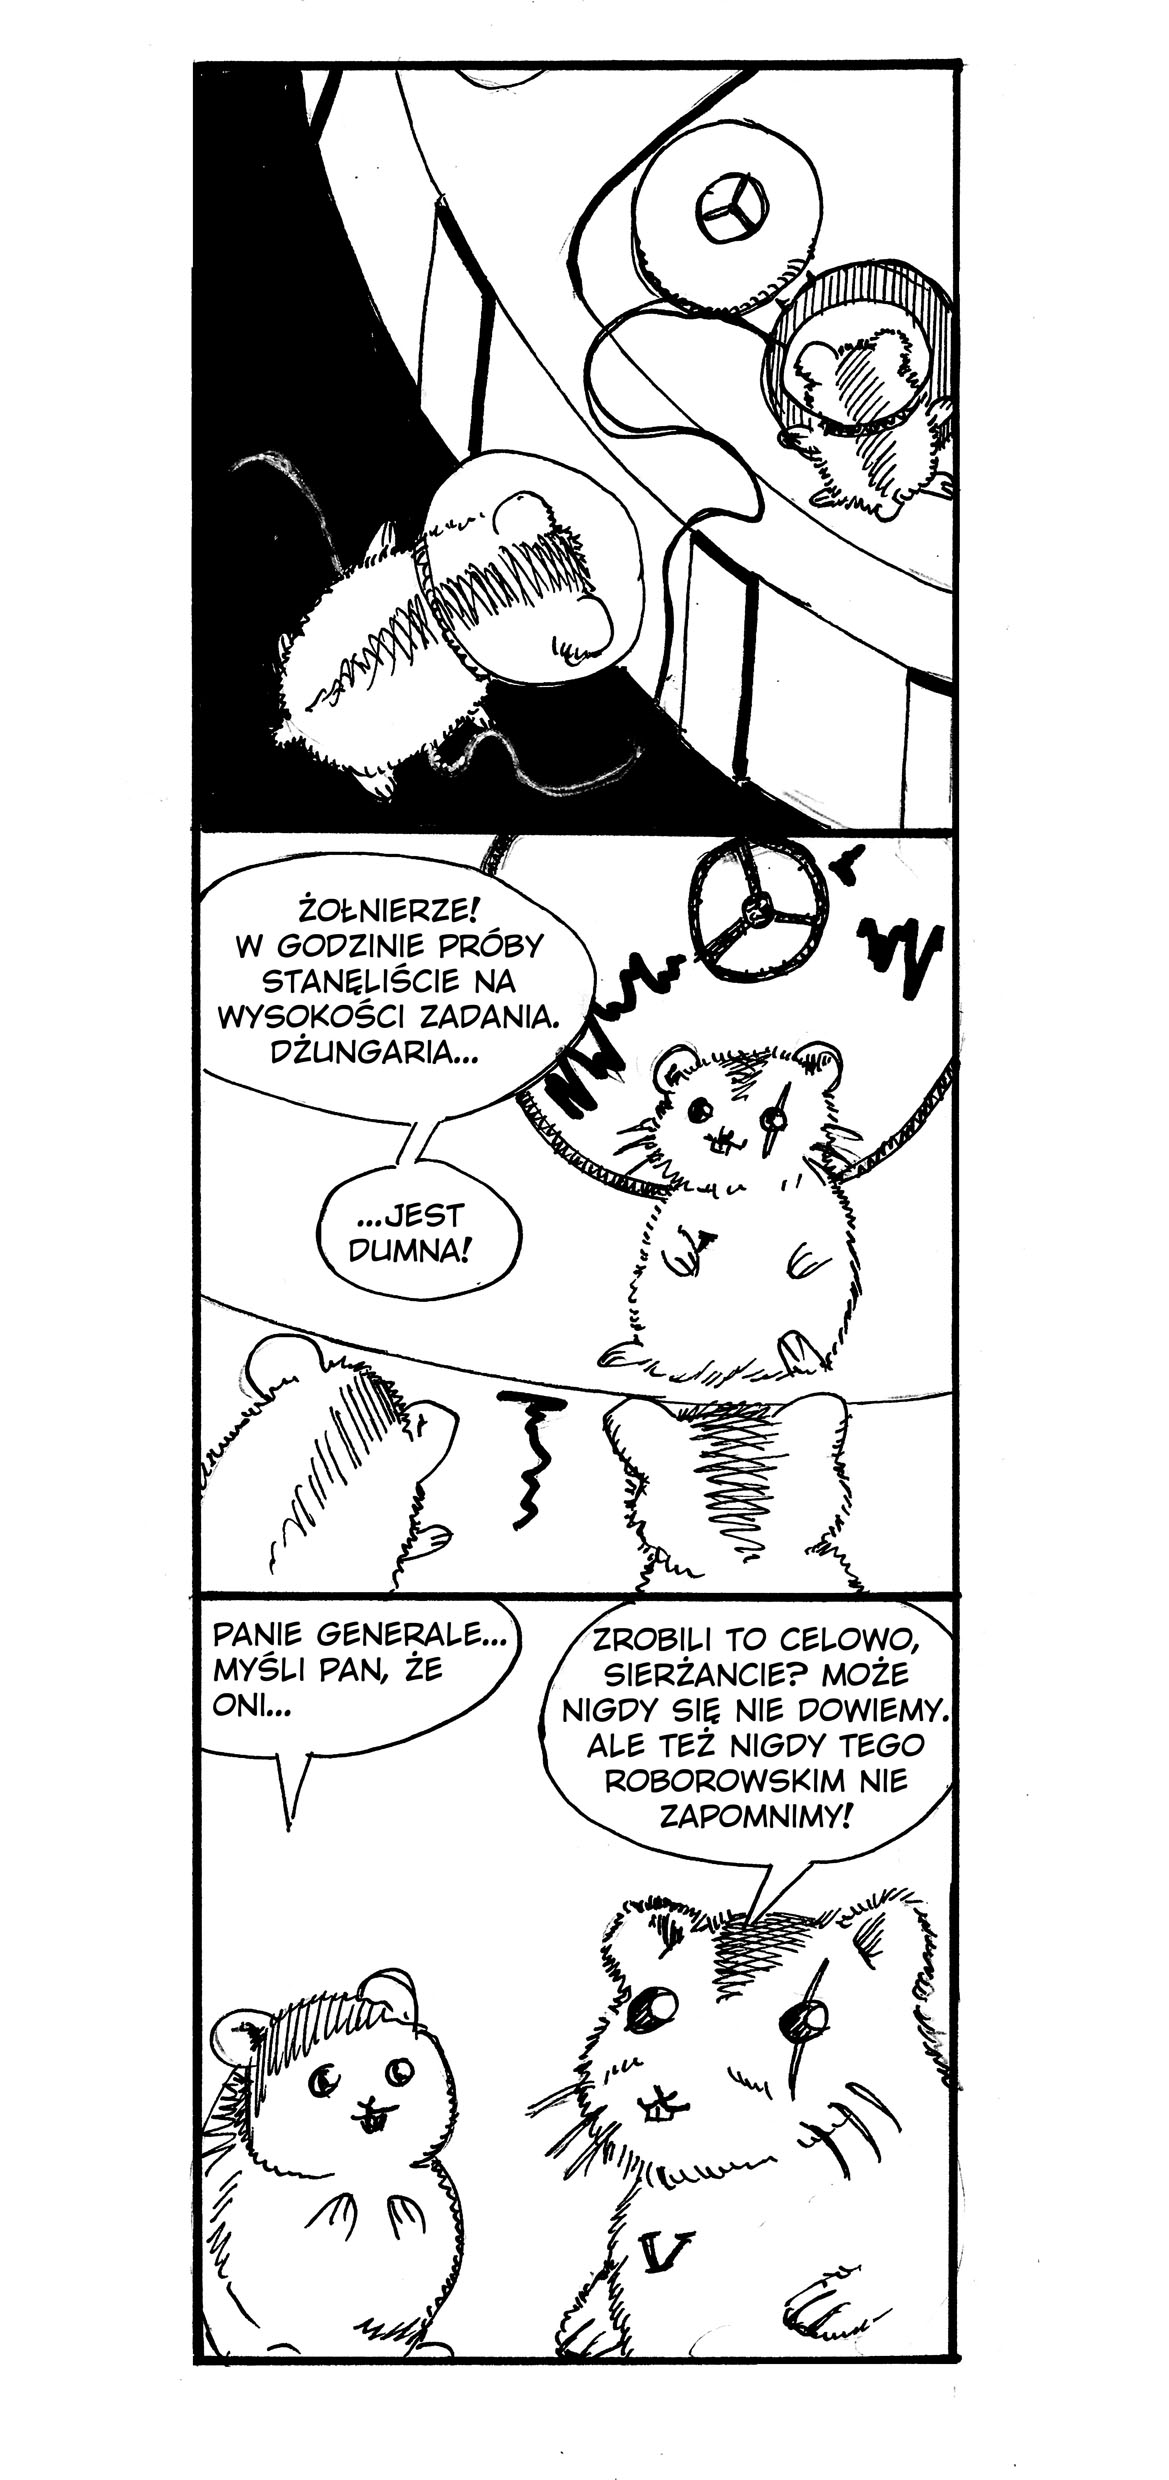 ŻOŁNIERZE!
W GODZINIE PRÓBY
STANĘLIŚCIE NA
WYSOKOŚCI ZADANIA.
DŻUNGARIA...
...JEST
DUMNA!
PANIE GENERALE...
MYŚLI PAN, ŻE
ONI...
ZROBILI TO CELOWO,
SIERŻANCIE? MOŻE
NIGDY SIĘ NIE DOWIEMY.
ALE TEŻ NIGDY TEGO
ROBOROWSKIM NIE
ZAPOMNIMY!
V